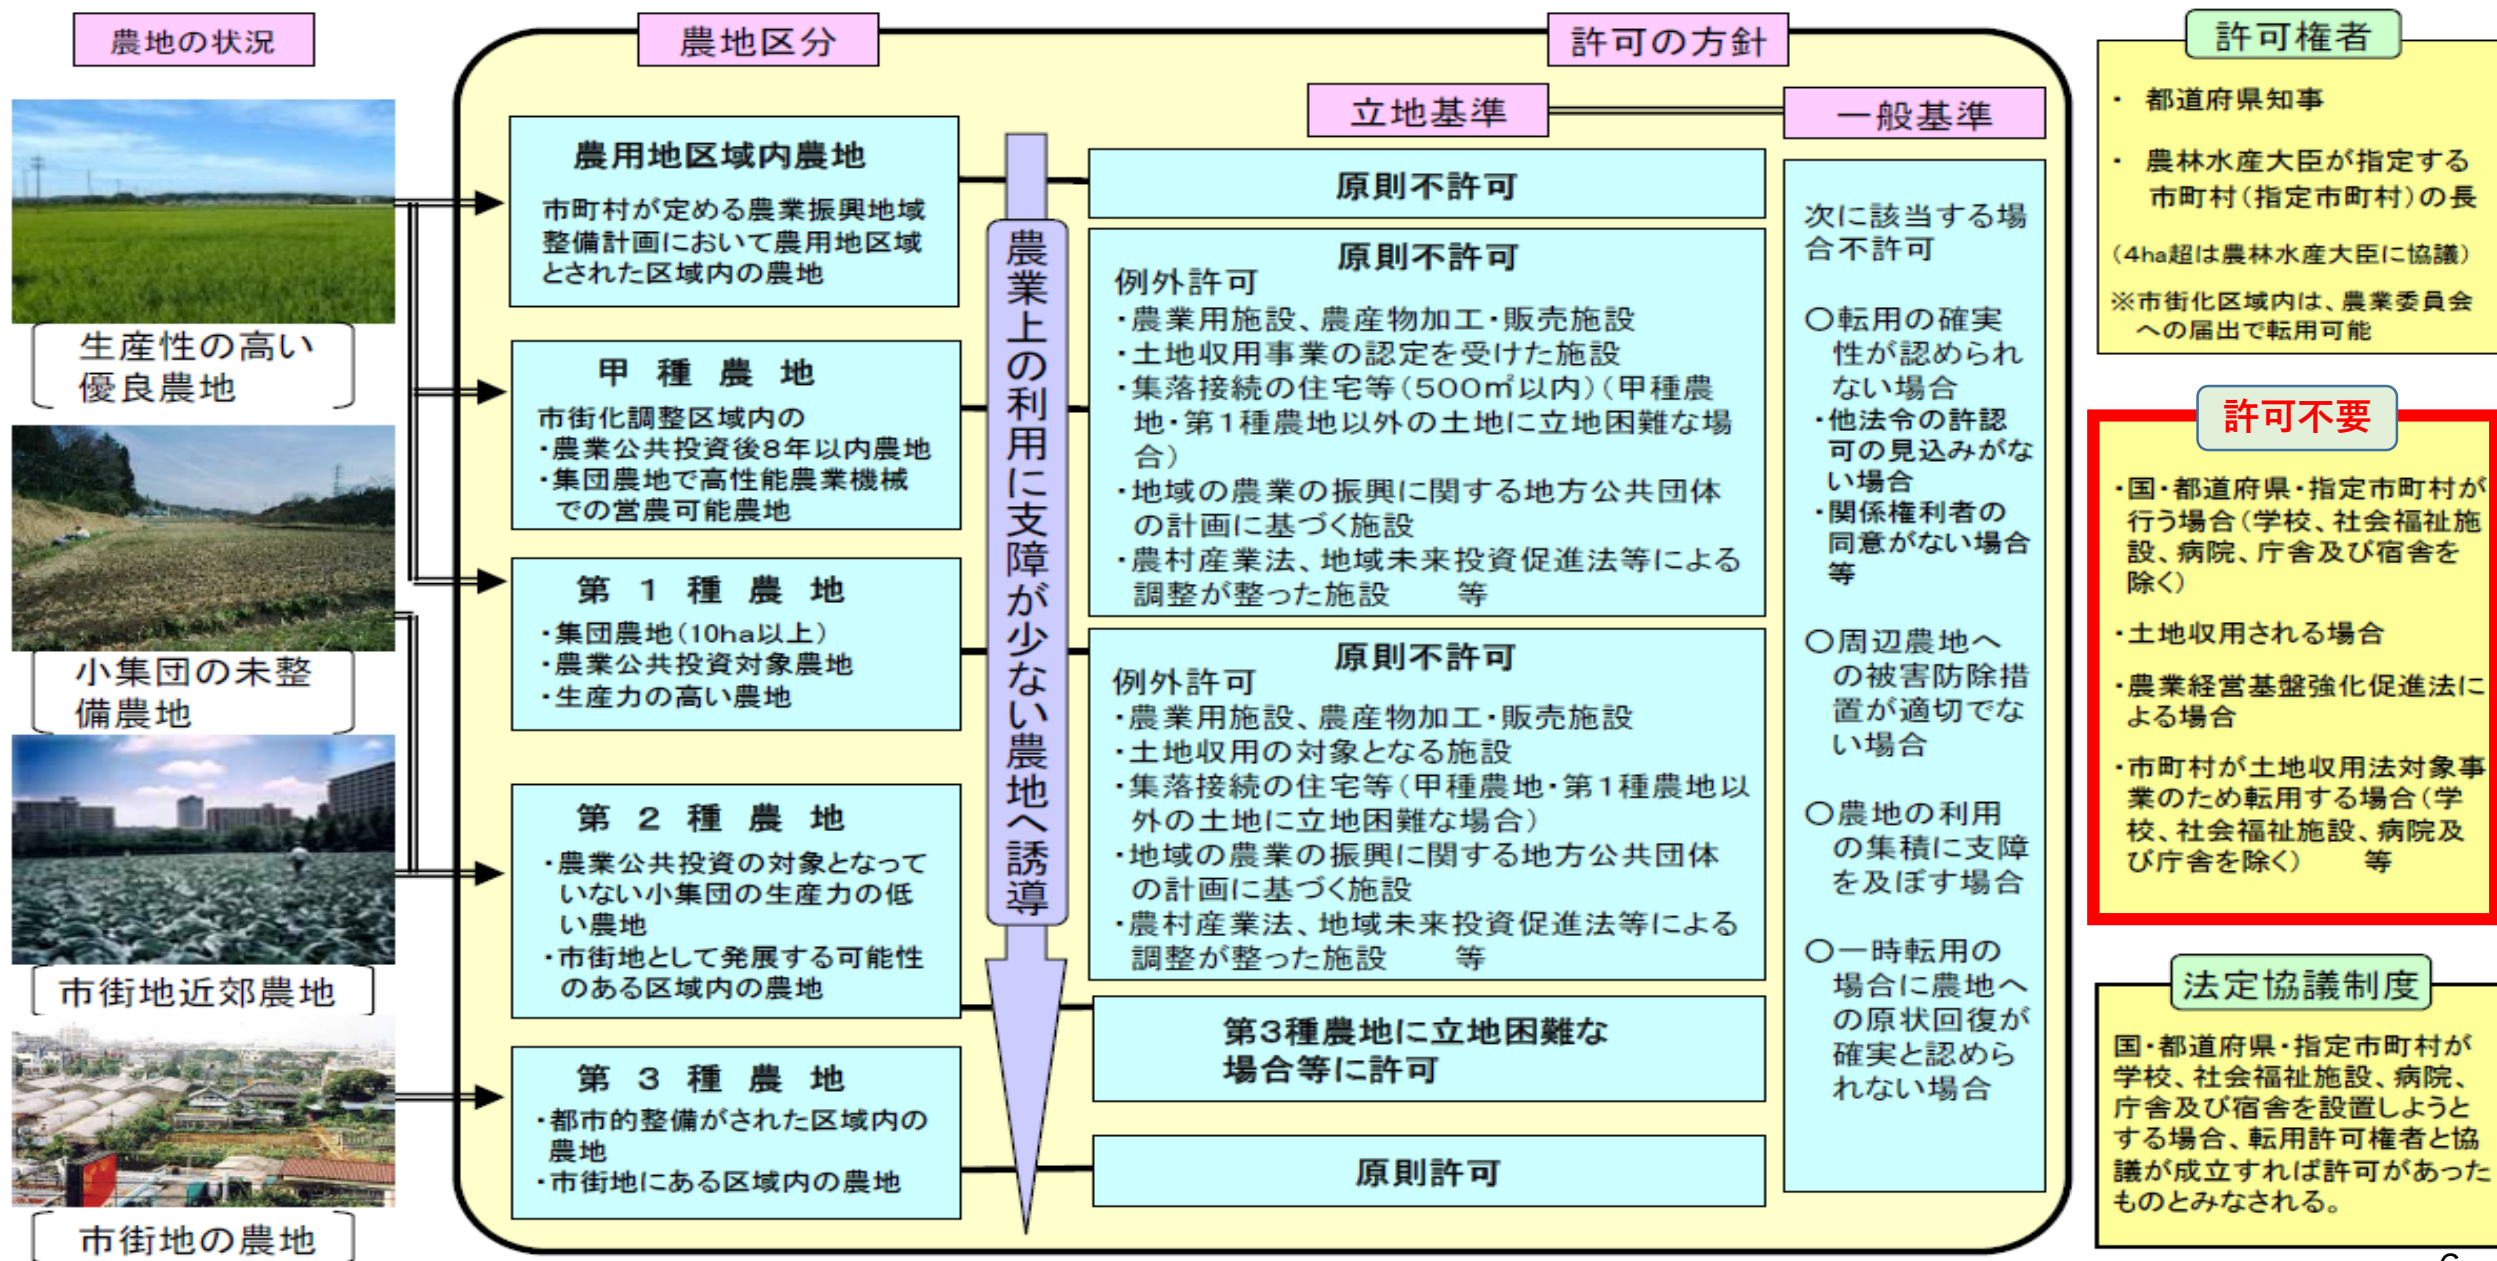 農地の状況
生産性の高い
優良農地
小集団の未整
備農地
市街地近郊農地
市街地の農地
農地区分
農用地区域内農地
市町村が定める農業振興地域
整備計画において農用地区域
とされた区域内の農地
甲 種 農 地
市街化調整区域内の
・農業公共投資後8年以内農地
・集団農地で高性能農業機械
での営農可能農地
第 1 種 農 地
・集団農地(10ha以上)
・農業公共投資対象農地
・生産力の高い農地
第 2 種 農 地
・農業公共投資の対象となって
いない小集団の生産力の低
い農地
・市街地として発展する可能性
のある区域内の農地
第 3 種 農 地
・都市的整備がされた区域内の
農地
・市街地にある区域内の農地
農業上の利用に支障が少ない農地へ誘導
許可の方針
立地基準
原則不許可
原則不許可
例外許可
・農業用施設、農産物加工・販売施設
・土地収用事業の認定を受けた施設
・集落接続の住宅等(500㎡以内)(甲種農
地・第1種農地以外の土地に立地困難な場
合)
・地域の農業の振興に関する地方公共団体
の計画に基づく施設
・農村産業法、地域未来投資促進法等による
調整が整った施設 等
原則不許可
例外許可
・農業用施設、農産物加工・販売施設
・土地収用の対象となる施設
・集落接続の住宅等(甲種農地・第1種農地以
外の土地に立地困難な場合)
・地域の農業の振興に関する地方公共団体
の計画に基づく施設
・農村産業法、地域未来投資促進法等による
調整が整った施設 等
第3種農地に立地困難な
場合等に許可
原則許可
一般基準
次に該当する場
合不許可
○転用の確実
性が認められ
ない場合
・他法令の許認
可の見込みがな
い場合
・関係権利者の
同意がない場合
等
○周辺農地へ
の被害防除措
置が適切でな
い場合
○農地の利用
の集積に支障
を及ぼす場合
○一時転用の
場合に農地へ
の原状回復が
確実と認めら
れない場合
許可権者
・ 都道府県知事
・ 農林水産大臣が指定する
市町村(指定市町村)の長
(4ha超は農林水産大臣に協議)
※市街化区域内は、農業委員会
への届出で転用可能
許可不要
・国・都道府県・指定市町村が
行う場合(学校、社会福祉施
設、病院、庁舎及び宿舎を
除く)
・土地収用される場合
・農業経営基盤強化促進法に
よる場合
・市町村が土地収用法対象事
業のため転用する場合(学
校、社会福祉施設、病院及
び庁舎を除く) 等
法定協議制度
国・都道府県・指定市町村が
学校、社会福祉施設、病院、
庁舎及び宿舎を設置しようと
する場合、転用許可権者と協
議が成立すれば許可があった
ものとみなされる。